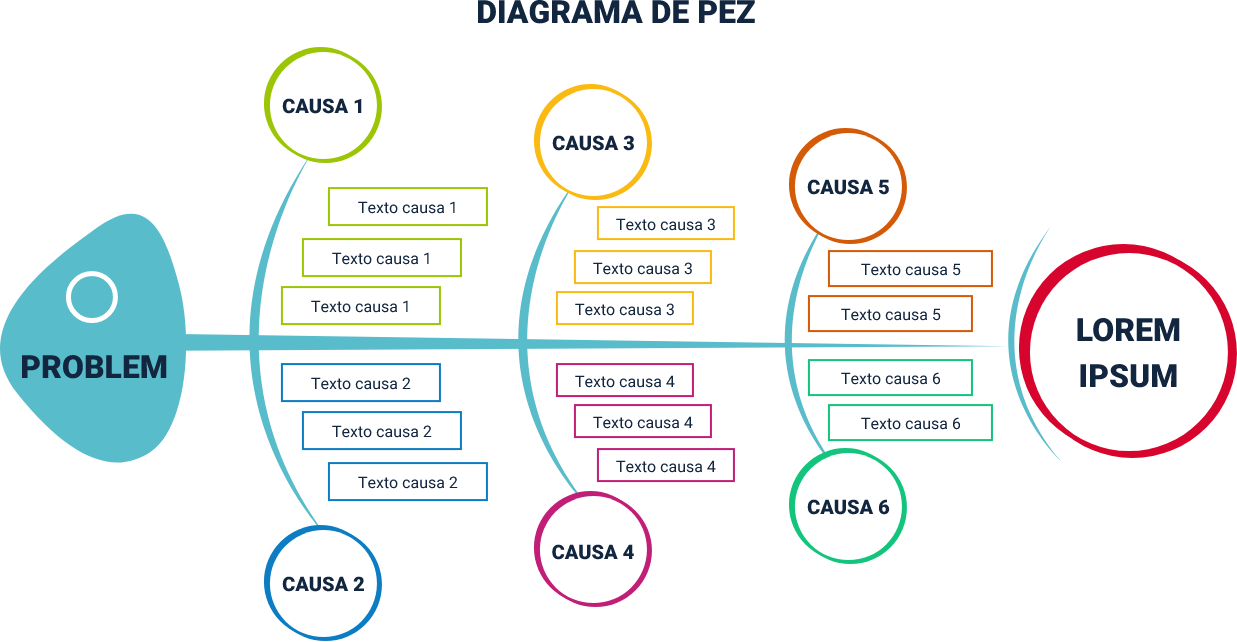 DIAGRAMA DE PEZ
CAUSA 1
CAUSA 3
CAUSA 5
Texto causa 1
Texto causa 1
Texto causa 1
Texto causa 3
Texto causa 3
Texto causa 3
Texto causa 5
Texto causa 5
PROBLEM
LOREM
IPSUM
Texto causa 2
Texto causa 2
Texto causa 2
Texto causa 4
Texto causa 4
Texto causa 4
Texto causa 6
Texto causa 6
CAUSA 2
CAUSA 4
CAUSA 6